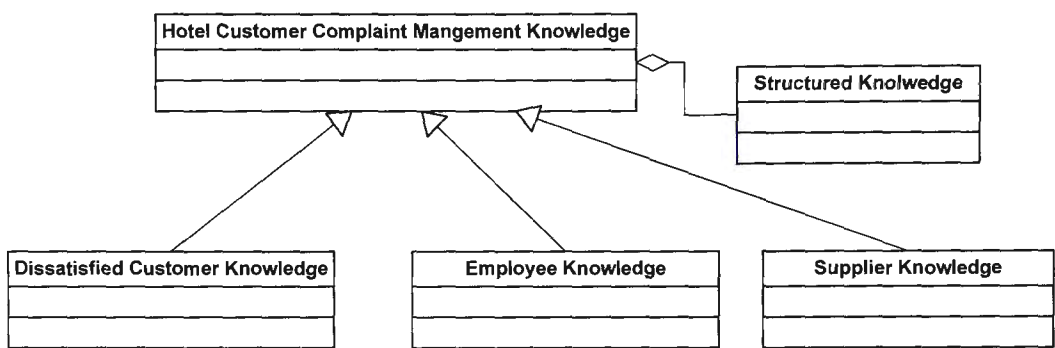 Hotel Customer Complaint Mangement Knowledge
Structured Knolwedge
Dissatisfied Customer Knowledge
Employee Knowledge
Supplier Knowledge